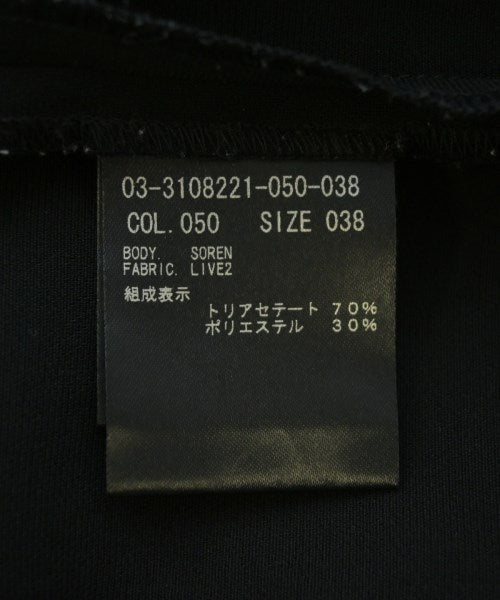 03-3108221-050-038
COL. 050 SIZE 038
BODY. SOREN
FABRIC. LIVE2
組成表示
トリアセテート 70%
ポリエステル 30%